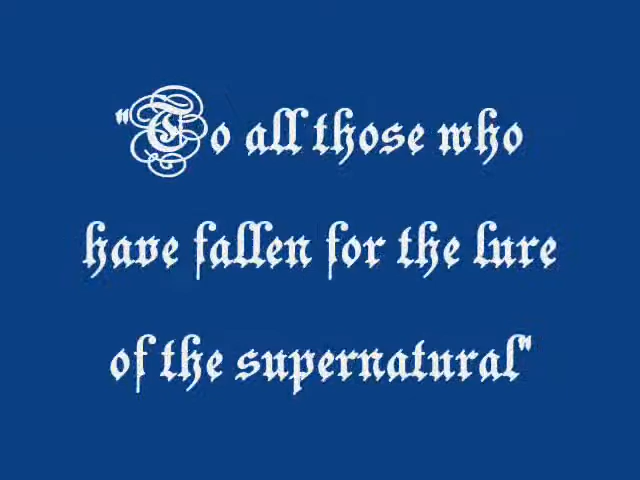 "To all those who
have fallen for the lure
of the supernatural"